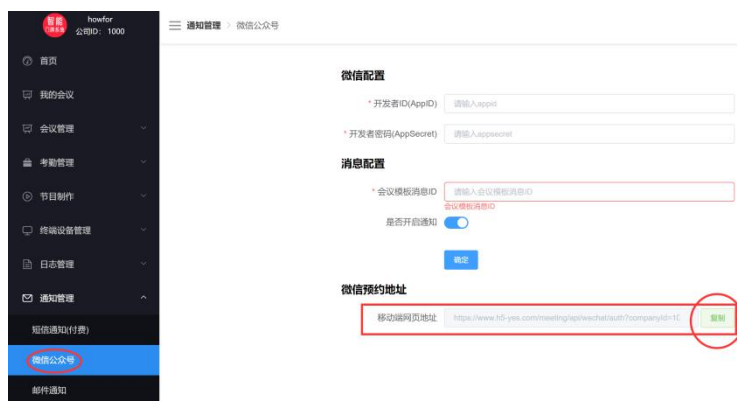 智能
门牌系统
howfor
公司ID: 1000
通知管理 > 微信公众号
首页
我的会议
会议管理
考勤管理
节目制作
终端设备管理
日志管理
通知管理
短信通知(付费)
微信公众号
邮件通知
微信配置
* 开发者ID(AppID) 请输入appid
* 开发者密码(AppSecret) 请输入appsecret
消息配置
* 会议模板消息ID 请输入会议模板消息ID
会议模板消息ID
是否开启通知
确定
微信预约地址
移动端网页地址 https://www.h5-yes.com/meeting/api/wechat/auth?companyId=1( 复制